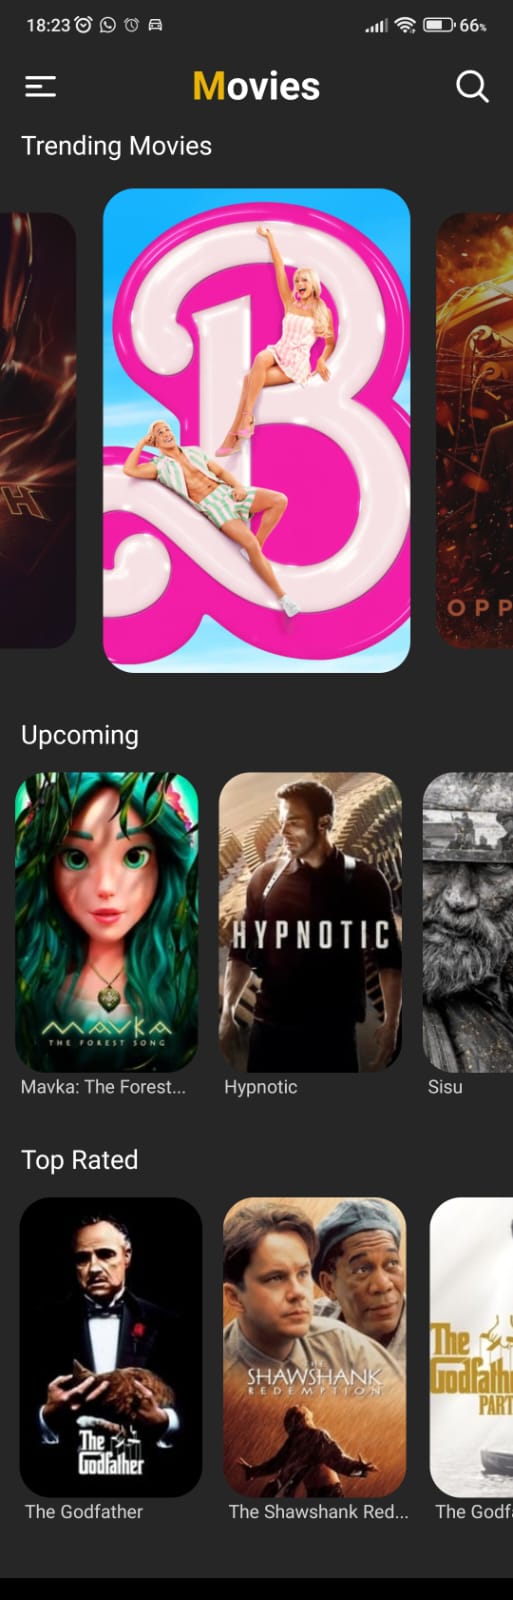 18:23
66%
Movies
Trending Movies
H
OPP
Upcoming
HYPNOTIC
MAVKA
THE FOREST SONG
Mavka: The Forest...
Hypnotic
Sisu
Top Rated
THE
SHAWSHANK
REDEMPTION
The
Godfath
PART
The
Godfather
The Godfather
The Shawshank Red...
The Godf